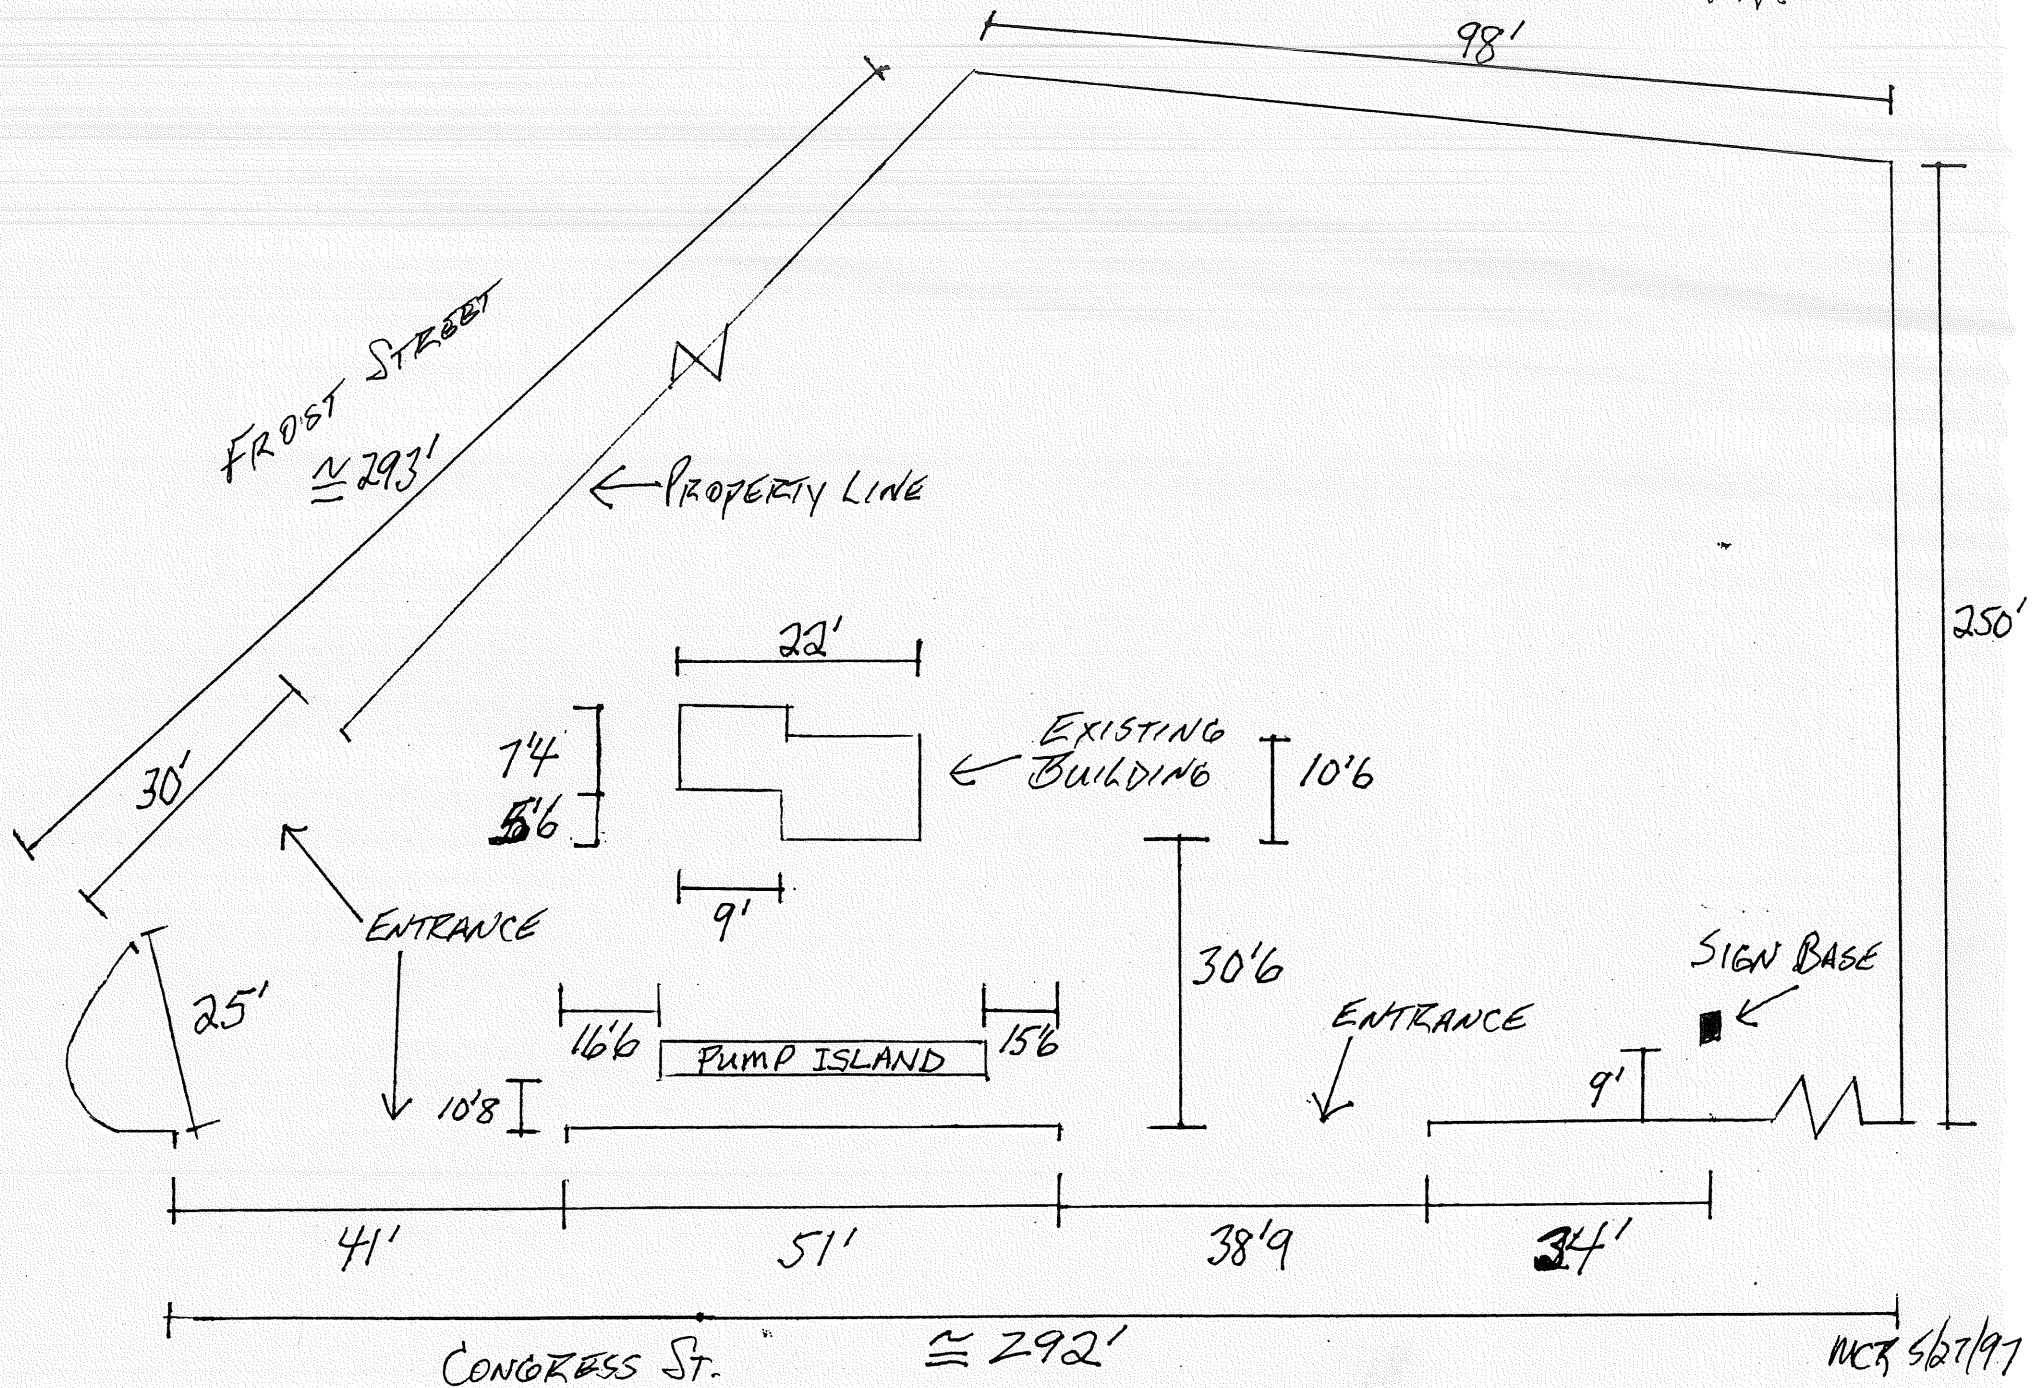 98'
FROST STREET
≅ 293'
PROPERTY LINE
250'
22'
7'4
5'6
EXISTING
BUILDING
10'6
30'
9'
ENTRANCE
25'
30'6
SIGN BASE
16'6
PUMP ISLAND
15'6
ENTRANCE
9'
10'8
41'
51'
38'9
34'
CONGRESS ST.
≅ 292'
MCR 5/27/97